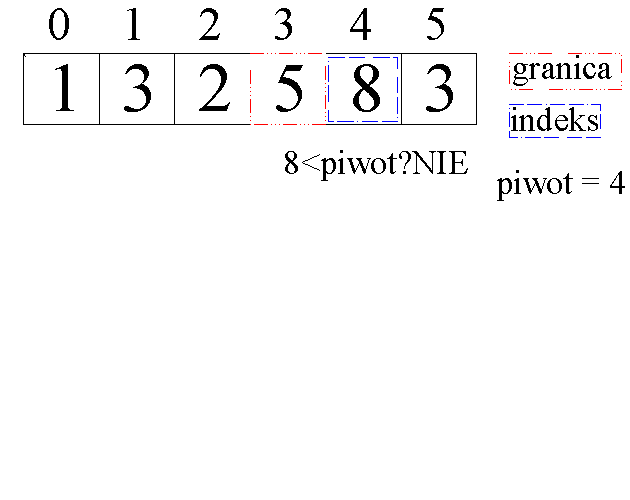 0 1 2 3 4 5
1 3 2 5 8 3
granica
indeks
8<piwot?NIE
piwot = 4